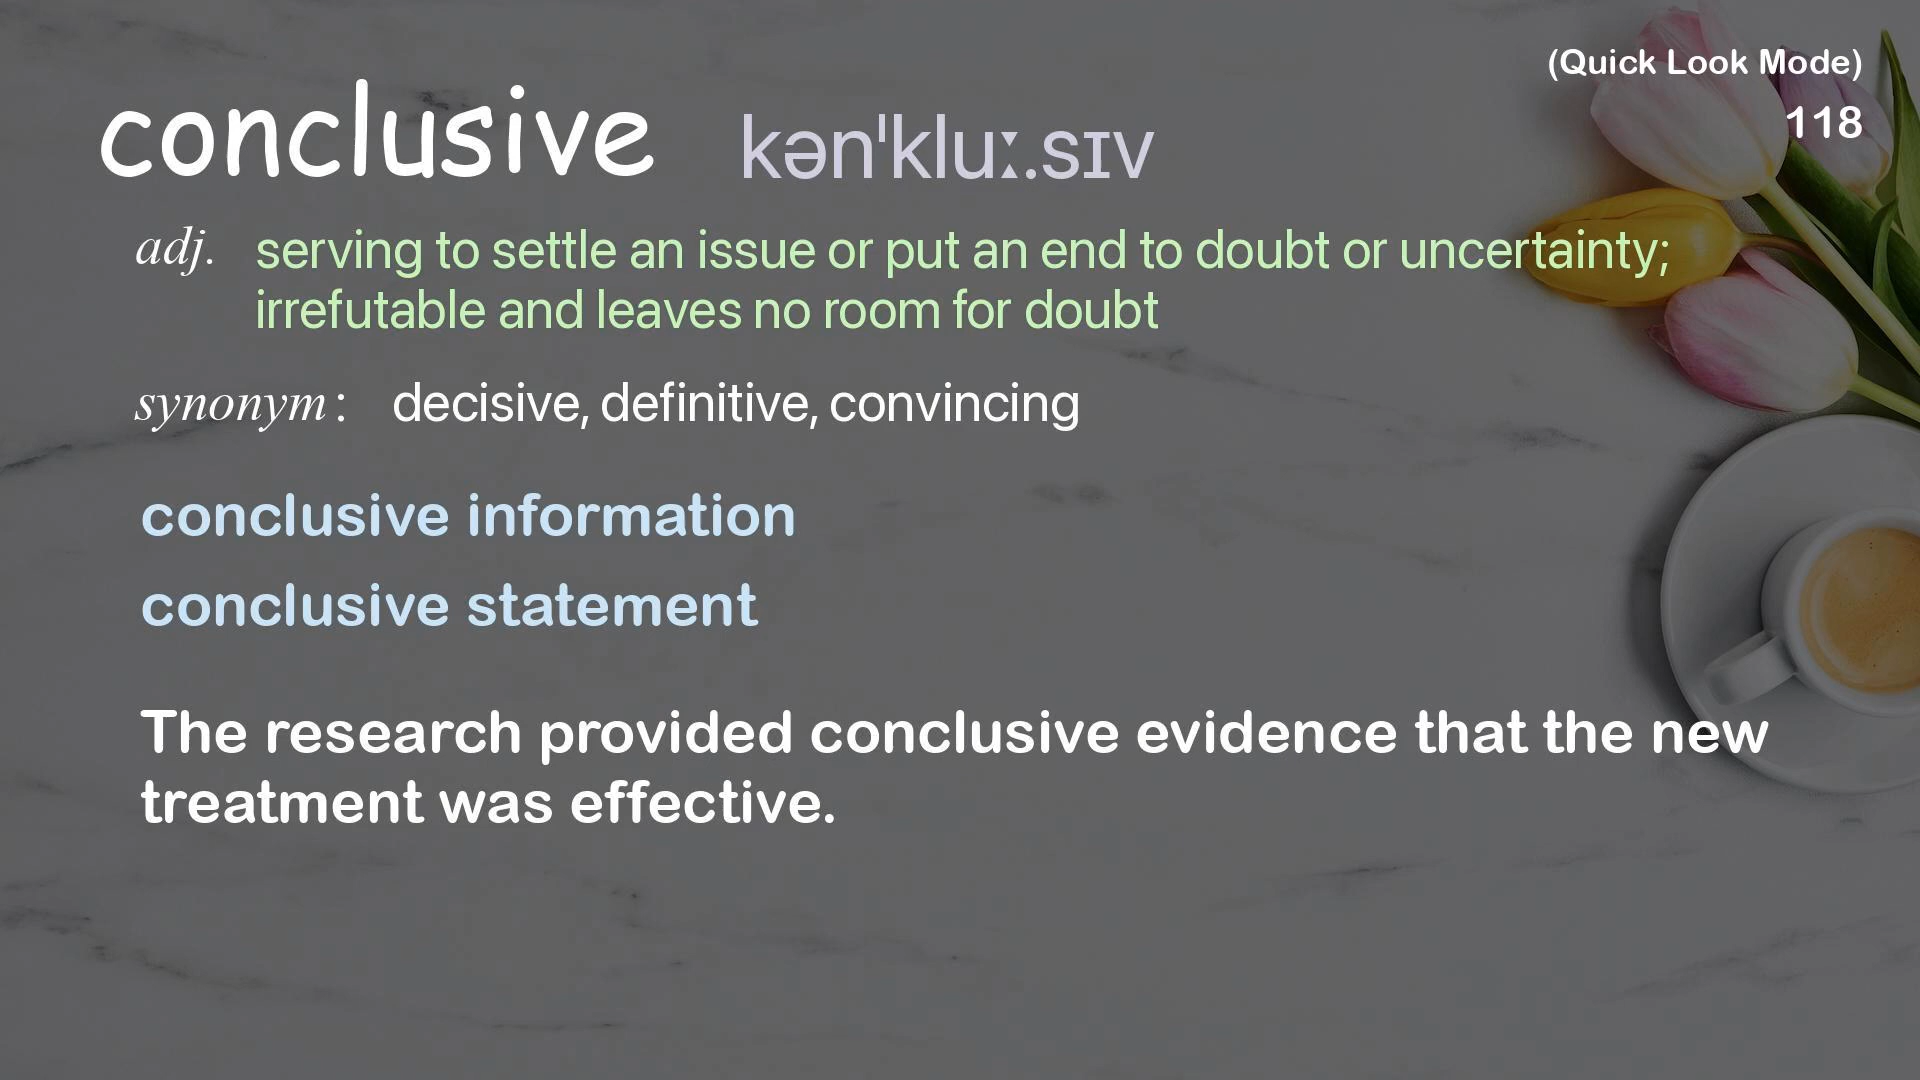 (Quick Look Mode)
118
conclusive kənˈkluː.sɪv
adj. serving to settle an issue or put an end to doubt or uncertainty;
irrefutable and leaves no room for doubt
synonym: decisive, definitive, convincing
conclusive information
conclusive statement
The research provided conclusive evidence that the new
treatment was effective.